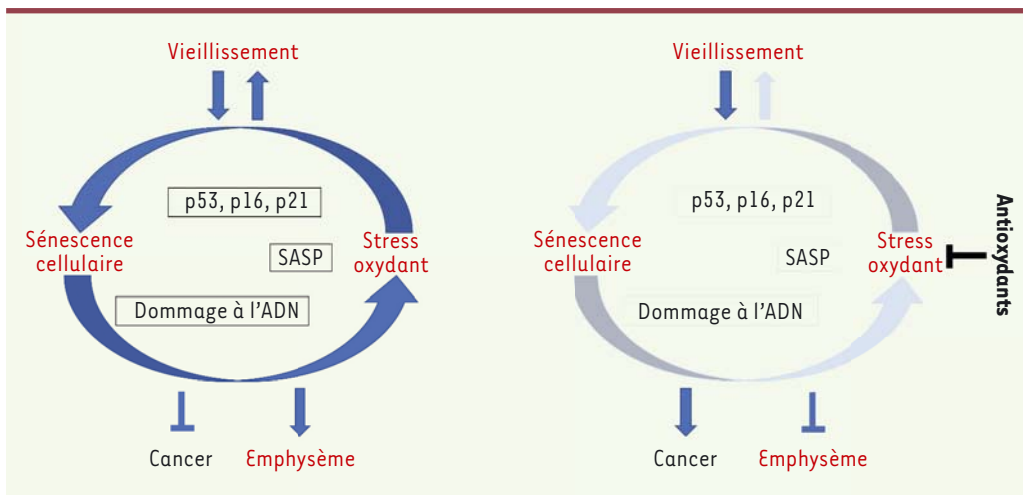 Vieillissement
p53, p16, p21
Sénescence
cellulaire
SASP
Stress
oxydant
Dommage à l'ADN
Cancer
Emphysème
Vieillissement
p53, p16, p21
Sénescence
cellulaire
SASP
Stress
oxydant
Antioxydants
Dommage à l'ADN
Cancer
Emphysème